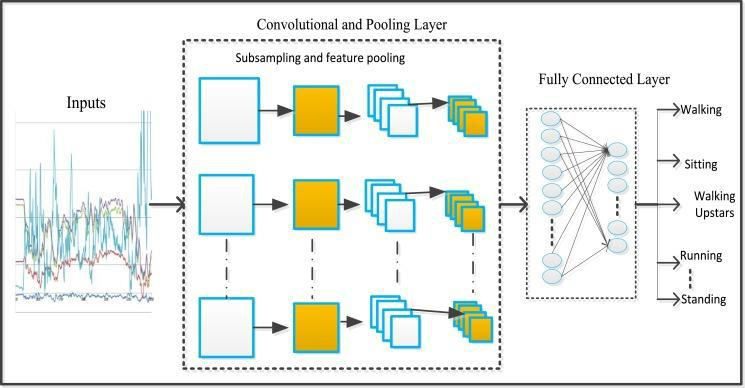 Convolutional and Pooling Layer
Subsampling and feature pooling
Inputs
Fully Connected Layer
Walking
Sitting
Walking
Upstars
Running
Standing